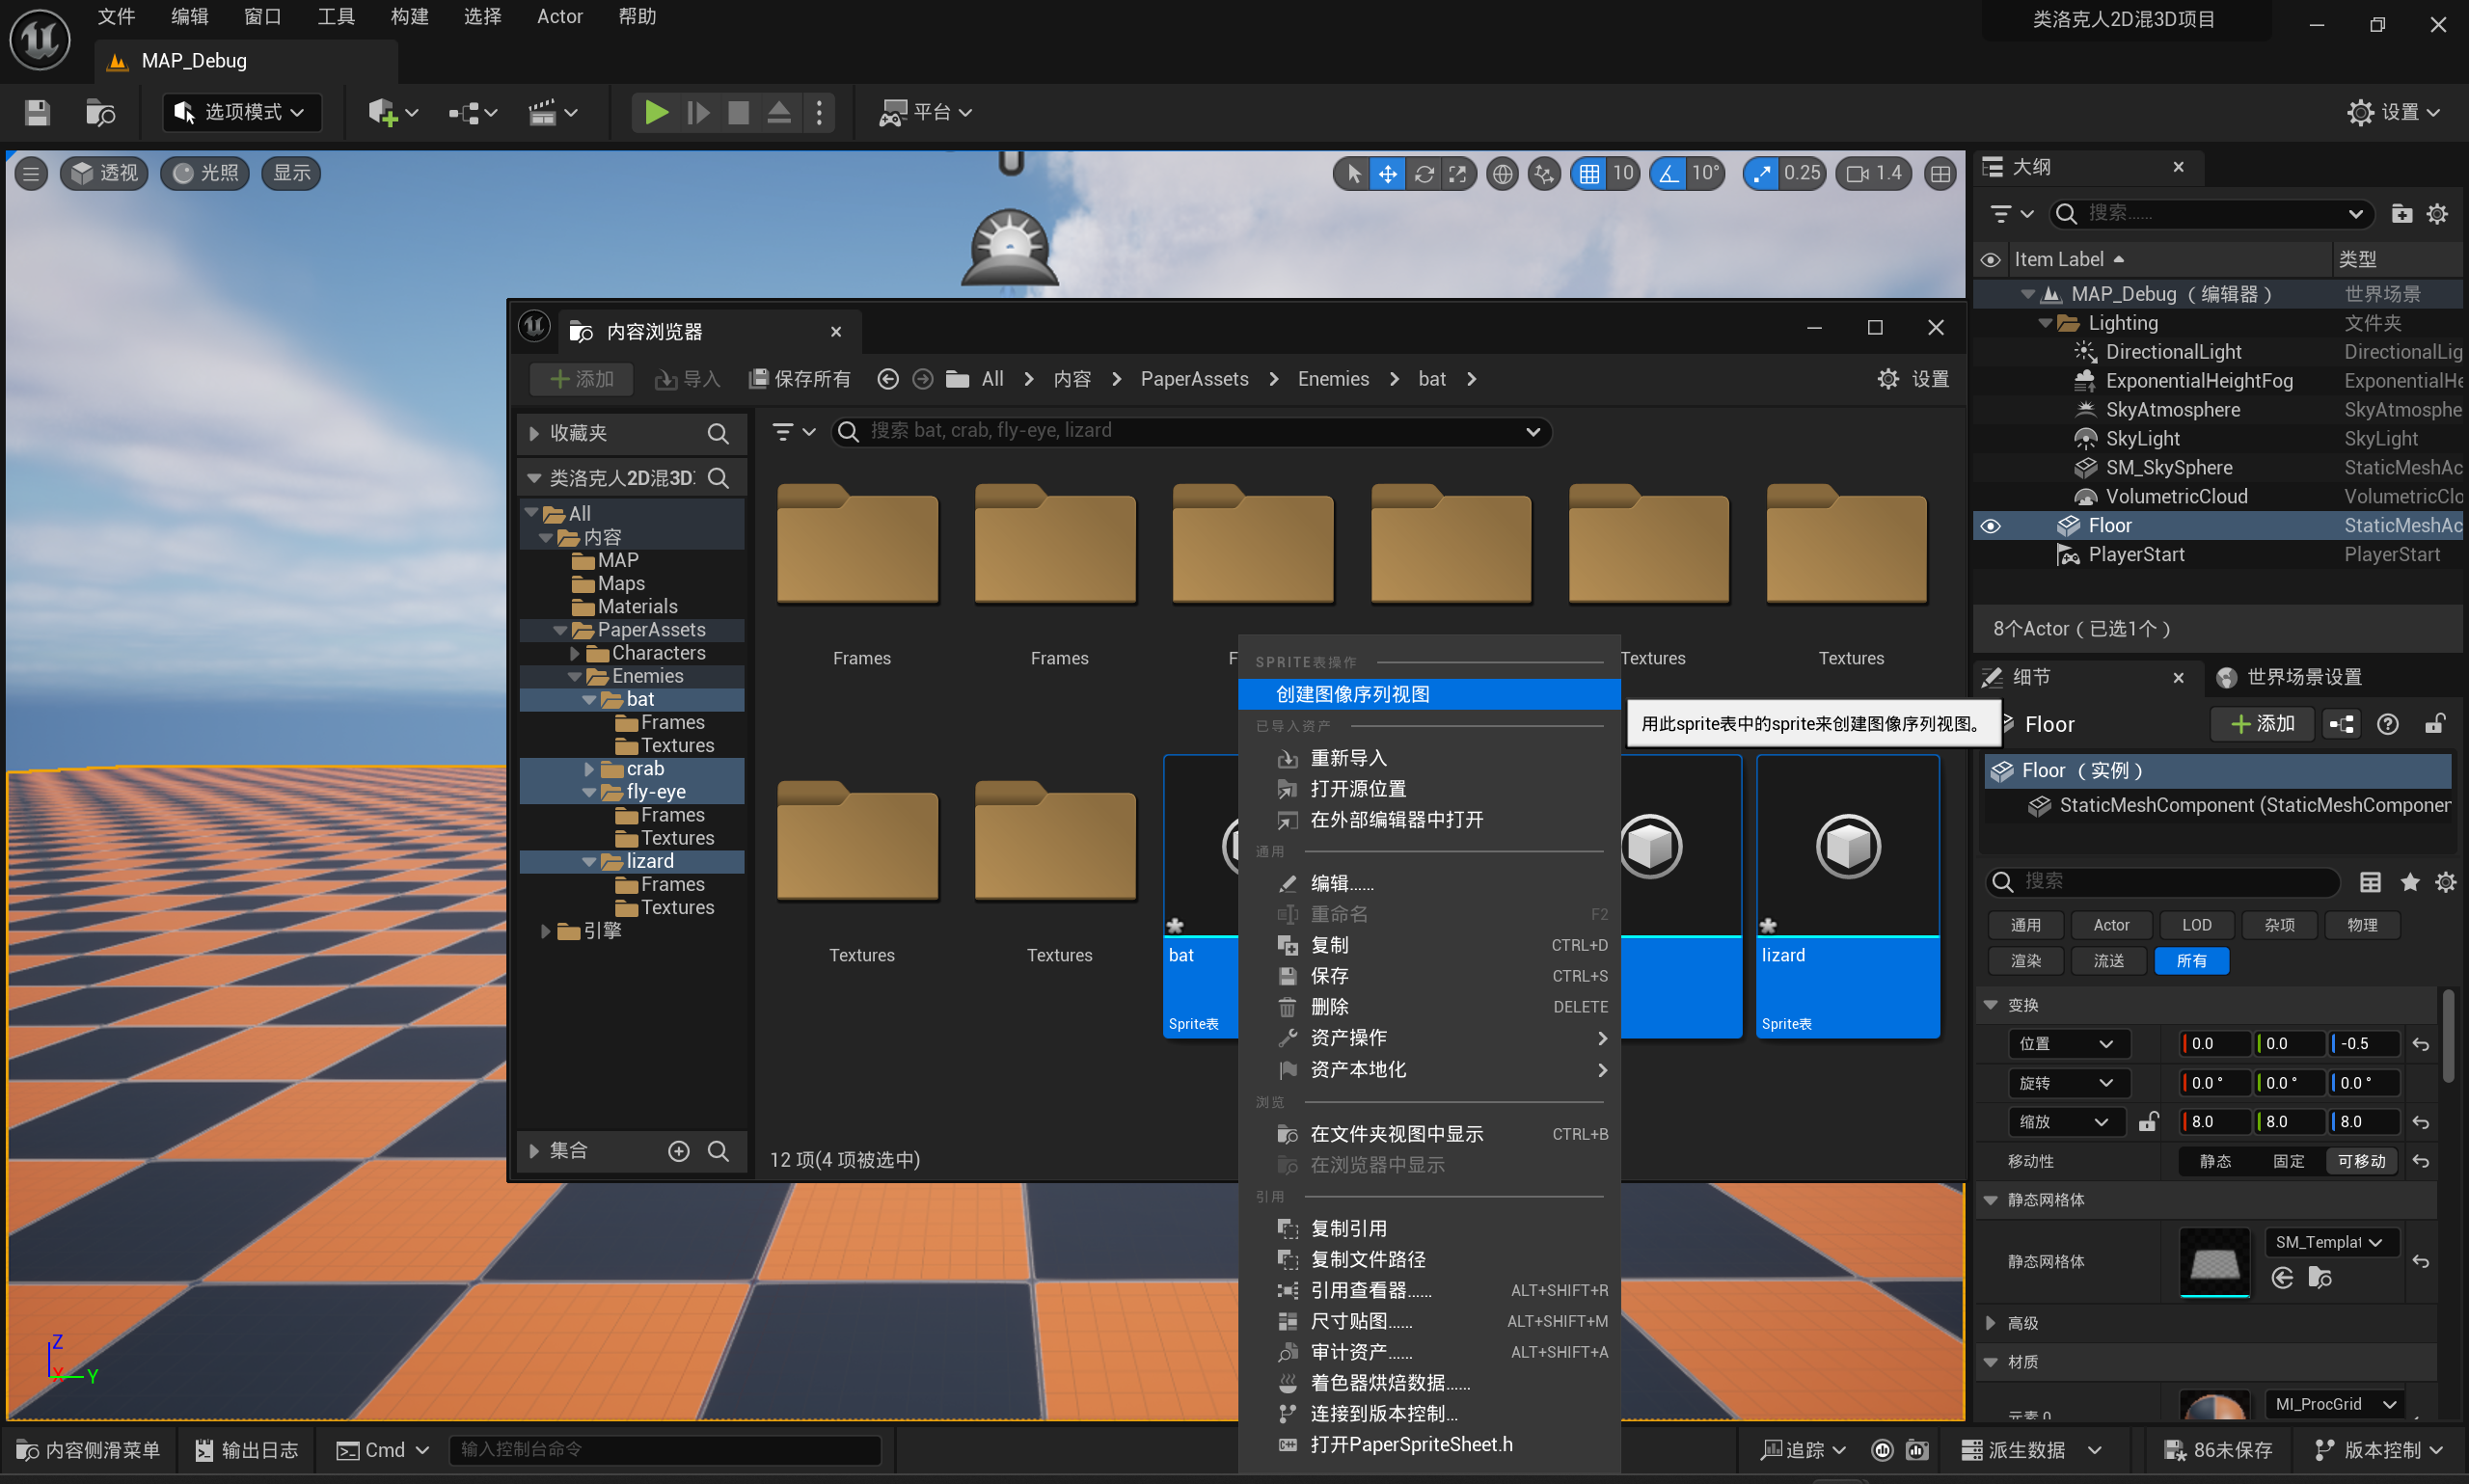 文件 编辑 窗口 工具 构建 选择 Actor 帮助
类洛克人2D混3D项目
MAP_Debug
选项模式
平台
设置
透视 光照 显示
10 10° 0.25 1.4
大纲
搜索......
Item Label 类型
MAP_Debug （编辑器） 世界场景
Lighting 文件夹
DirectionalLight DirectionalLig
ExponentialHeightFog ExponentialHe
SkyAtmosphere SkyAtmosphe
SkyLight SkyLight
SM_SkySphere StaticMeshAc
VolumetricCloud VolumetricClo
Floor StaticMeshAc
PlayerStart PlayerStart
8个Actor（已选1个）
内容浏览器
添加 导入 保存所有 All 内容 PaperAssets Enemies bat 设置
收藏夹
搜索 bat, crab, fly-eye, lizard
类洛克人2D混3D
All
内容
MAP
Maps
Materials
PaperAssets
Characters
Enemies
bat
Frames
Textures
crab
fly-eye
Frames
Textures
lizard
Frames
Textures
引擎
集合
Frames Frames F Textures Textures
Textures Textures
bat
Sprite表
lizard
Sprite表
12 项(4 项被选中)
SPRITE表操作
创建图像序列视图
用此sprite表中的sprite来创建图像序列视图。
已导入资产
重新导入
打开源位置
在外部编辑器中打开
通用
编辑......
重命名 F2
复制 CTRL+D
保存 CTRL+S
删除 DELETE
资产操作
资产本地化
浏览
在文件夹视图中显示 CTRL+B
在浏览器中显示
引用
复制引用
复制文件路径
引用查看器...... ALT+SHIFT+R
尺寸贴图...... ALT+SHIFT+M
审计资产...... ALT+SHIFT+A
着色器烘焙数据......
连接到版本控制...
打开PaperSpriteSheet.h
细节 世界场景设置
Floor 添加
Floor （实例）
StaticMeshComponent (StaticMeshComponer
搜索
通用 Actor LOD 杂项 物理
渲染 流送 所有
变换
位置 0.0 0.0 -0.5
旋转 0.0 ° 0.0 ° 0.0 °
缩放 8.0 8.0 8.0
移动性 静态 固定 可移动
静态网格体
静态网格体 SM_Templat
高级
材质
元素 0 MI_ProcGrid
Z
X Y
内容侧滑菜单 输出日志 Cmd 输入控制台命令 追踪 派生数据 86未保存 版本控制